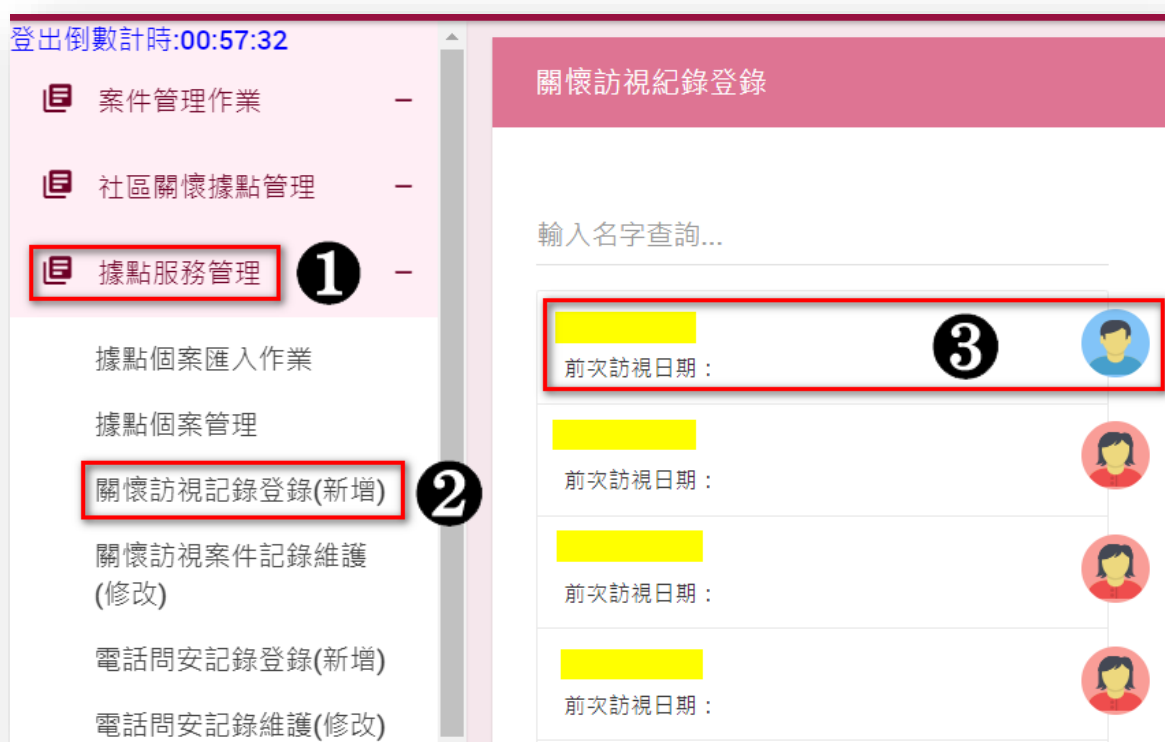 登出倒數計時:00:57:32
案件管理作業
社區關懷據點管理
據點服務管理
1
據點個案匯入作業
據點個案管理
關懷訪視記錄登錄(新增)
2
關懷訪視案件記錄維護
(修改)
電話問安記錄登錄(新增)
電話問安記錄維護(修改)
關懷訪視紀錄登錄
輸入名字查詢...
3
前次訪視日期：
前次訪視日期：
前次訪視日期：
前次訪視日期：